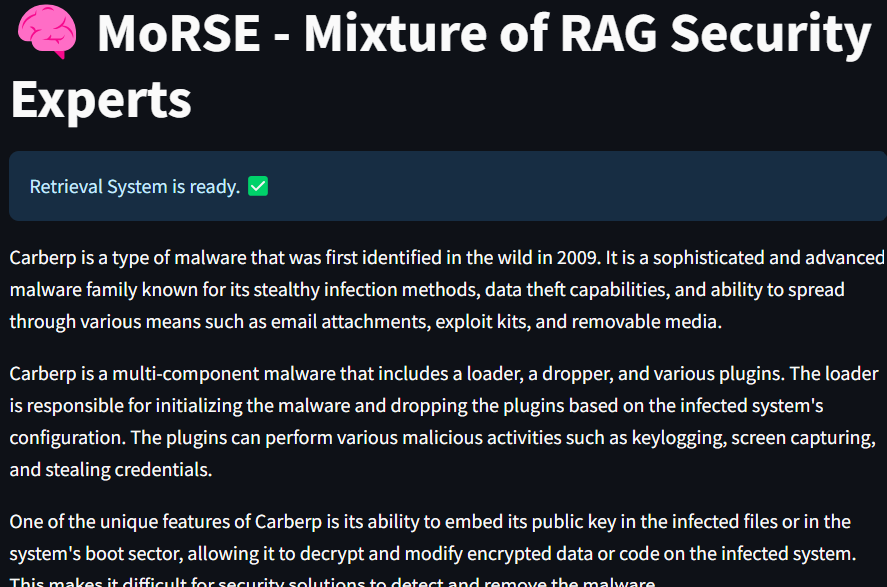 MoRSE - Mixture of RAG Security
Experts
Retrieval System is ready.
Carberp is a type of malware that was first identified in the wild in 2009. It is a sophisticated and advanced
malware family known for its stealthy infection methods, data theft capabilities, and ability to spread
through various means such as email attachments, exploit kits, and removable media.
Carberp is a multi-component malware that includes a loader, a dropper, and various plugins. The loader
is responsible for initializing the malware and dropping the plugins based on the infected system's
configuration. The plugins can perform various malicious activities such as keylogging, screen capturing,
and stealing credentials.
One of the unique features of Carberp is its ability to embed its public key in the infected files or in the
system's boot sector, allowing it to decrypt and modify encrypted data or code on the infected system.
This makes it difficult for security solutions to detect and remove the malware.